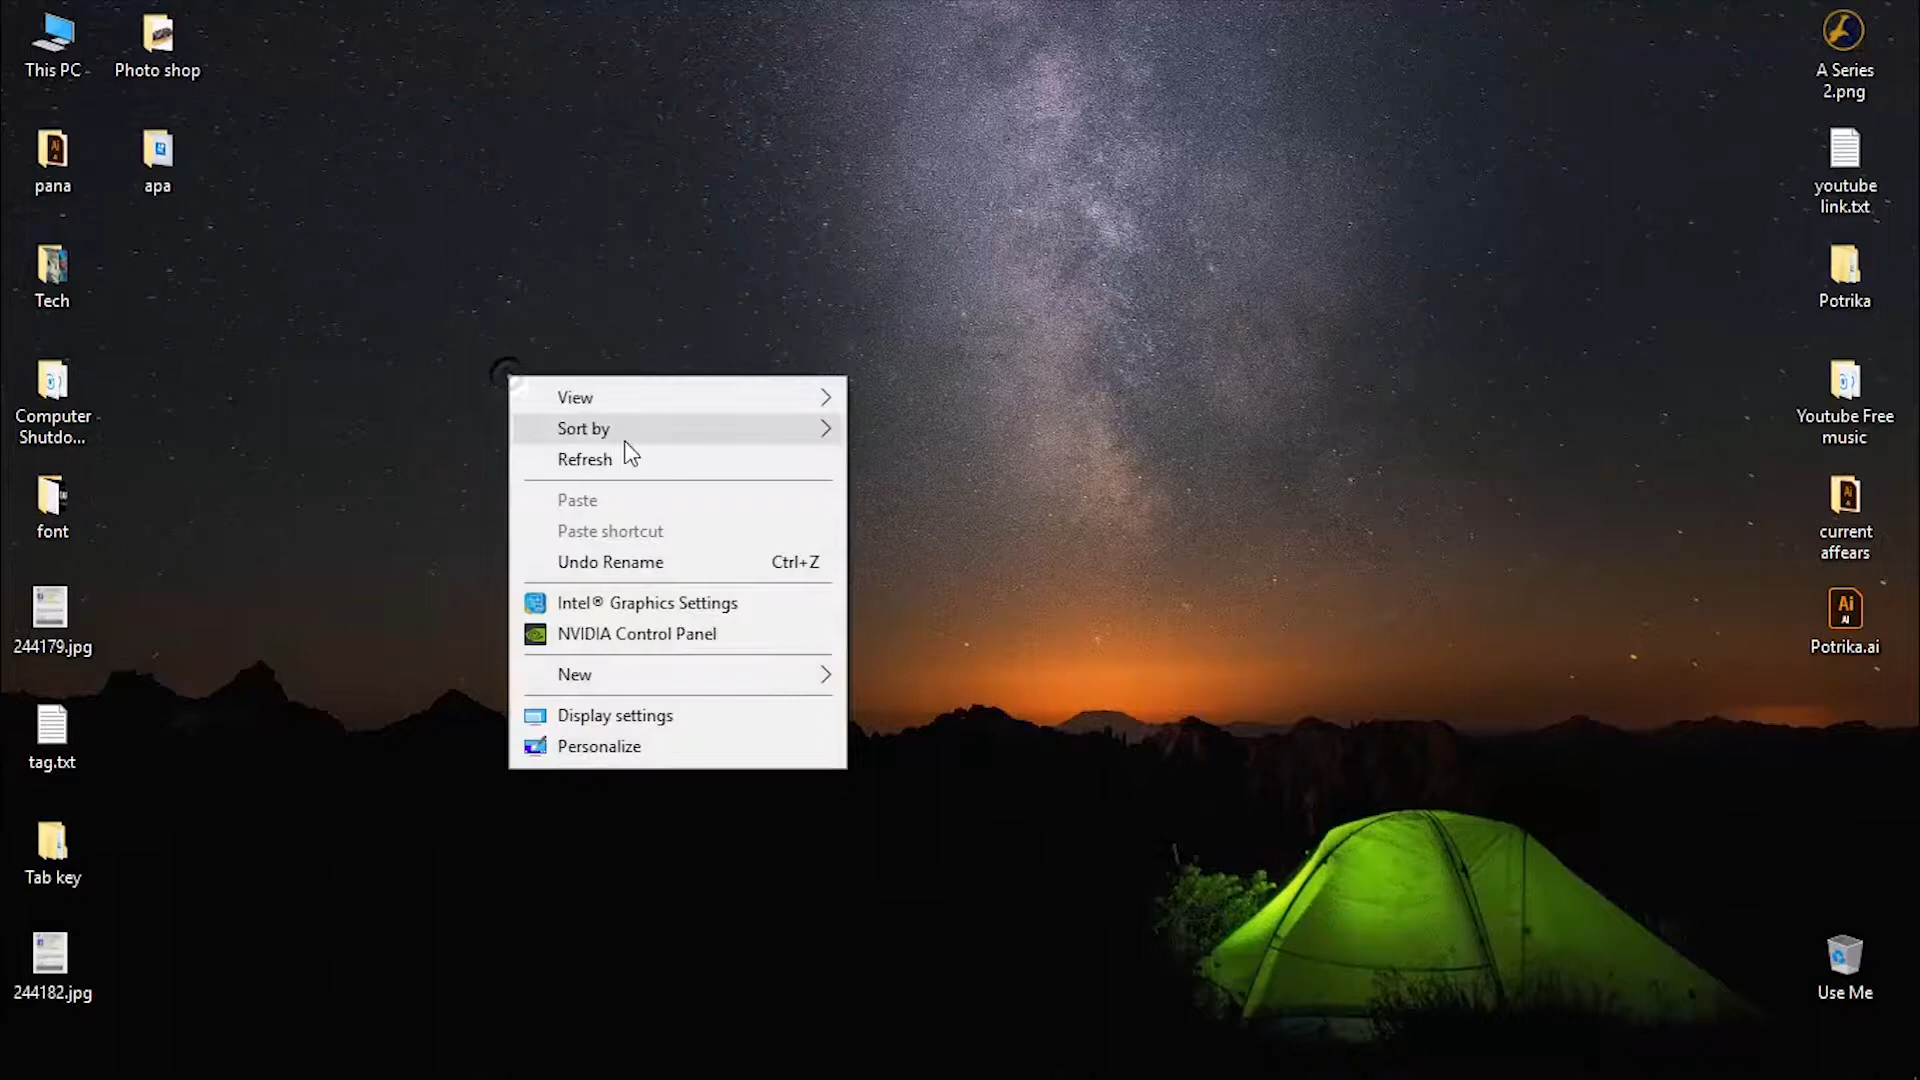 This PC
Photo shop
pana
apa
Tech
Computer
Shutdo...
font
244179.jpg
tag.txt
Tab key
244182.jpg
View
Sort by
Refresh
Paste
Paste shortcut
Undo Rename Ctrl+Z
Intel® Graphics Settings
NVIDIA Control Panel
New
Display settings
Personalize
A Series
2.png
youtube
link.txt
Potrika
Youtube Free
music
current
affears
Ai
AI
Potrika.ai
Use Me